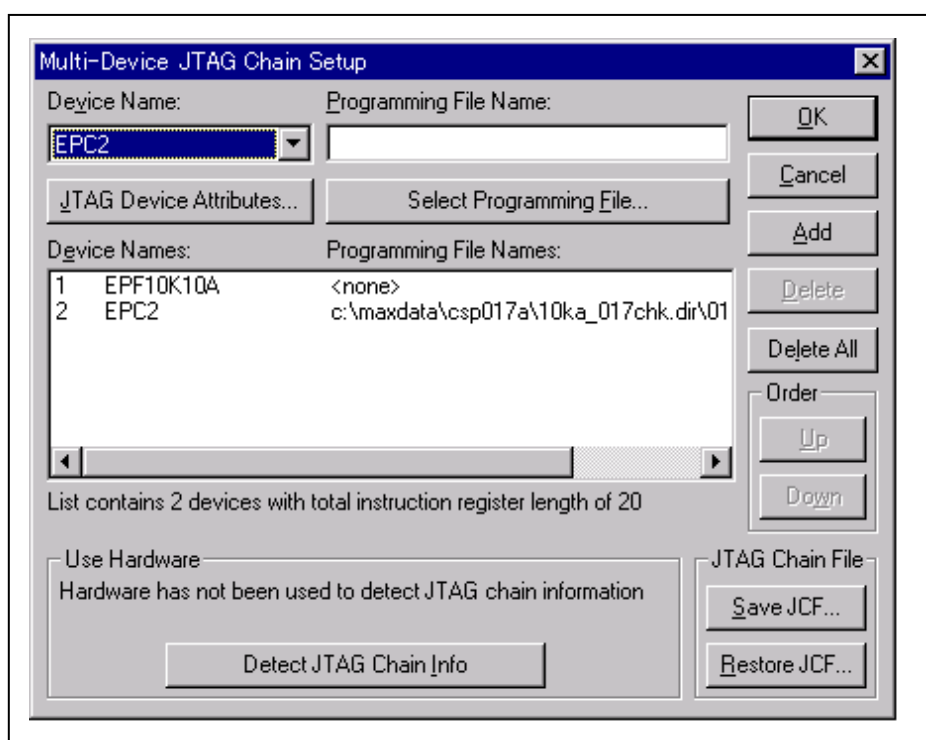 Multi-Device JTAG Chain Setup
Device Name:
Programming File Name:
OK
EPC2
Cancel
JTAG Device Attributes...
Select Programming File...
Add
Device Names:
Programming File Names:
1 EPF10K10A <none>
2 EPC2 c:\maxdata\csp017a\10ka_017chk.dir\01
Delete
Delete All
Order
Up
Down
List contains 2 devices with total instruction register length of 20
Use Hardware
Hardware has not been used to detect JTAG chain information
Detect JTAG Chain Info
JTAG Chain File
Save JCF...
Restore JCF...